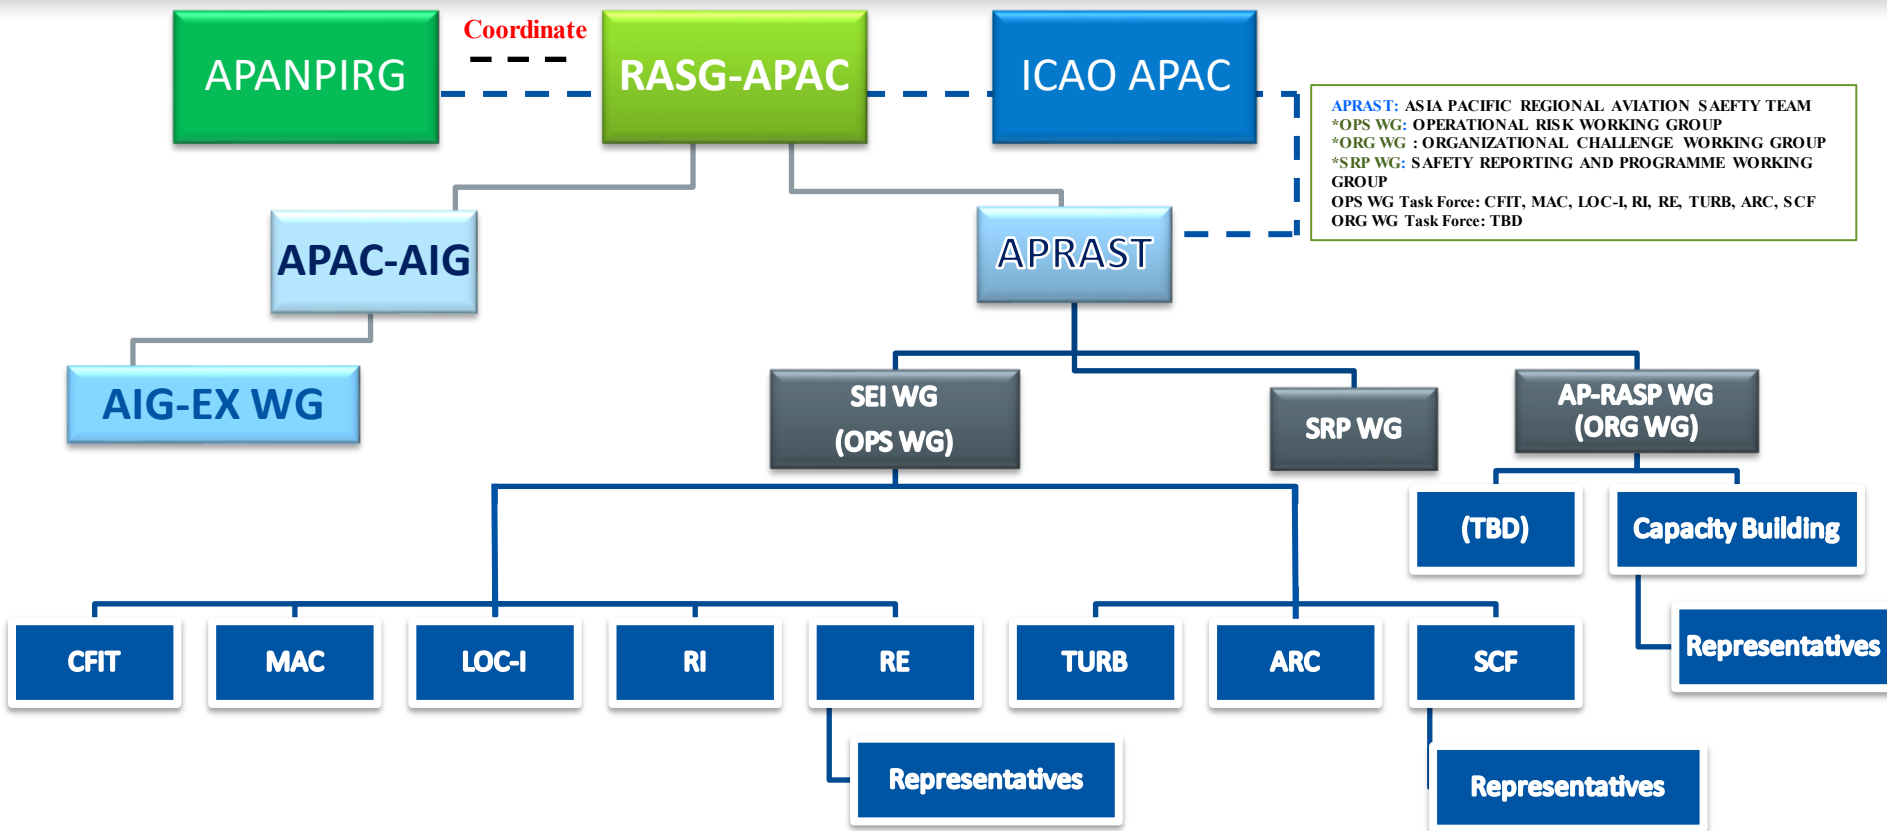 Coordinate
APANPIRG
RASG-APAC
ICAO APAC
APRAST: ASIA PACIFIC REGIONAL AVIATION SAEFTY TEAM
*OPS WG: OPERATIONAL RISK WORKING GROUP
*ORG WG : ORGANIZATIONAL CHALLENGE WORKING GROUP
*SRP WG: SAFETY REPORTING AND PROGRAMME WORKING
GROUP
OPS WG Task Force: CFIT, MAC, LOC-I, RI, RE, TURB, ARC, SCF
ORG WG Task Force: TBD
APAC-AIG
APRAST
AIG-EX WG
SEI WG
(OPS WG)
SRP WG
AP-RASP WG
(ORG WG)
(TBD)
Capacity Building
Representatives
CFIT
MAC
LOC-I
RI
RE
TURB
ARC
SCF
Representatives
Representatives